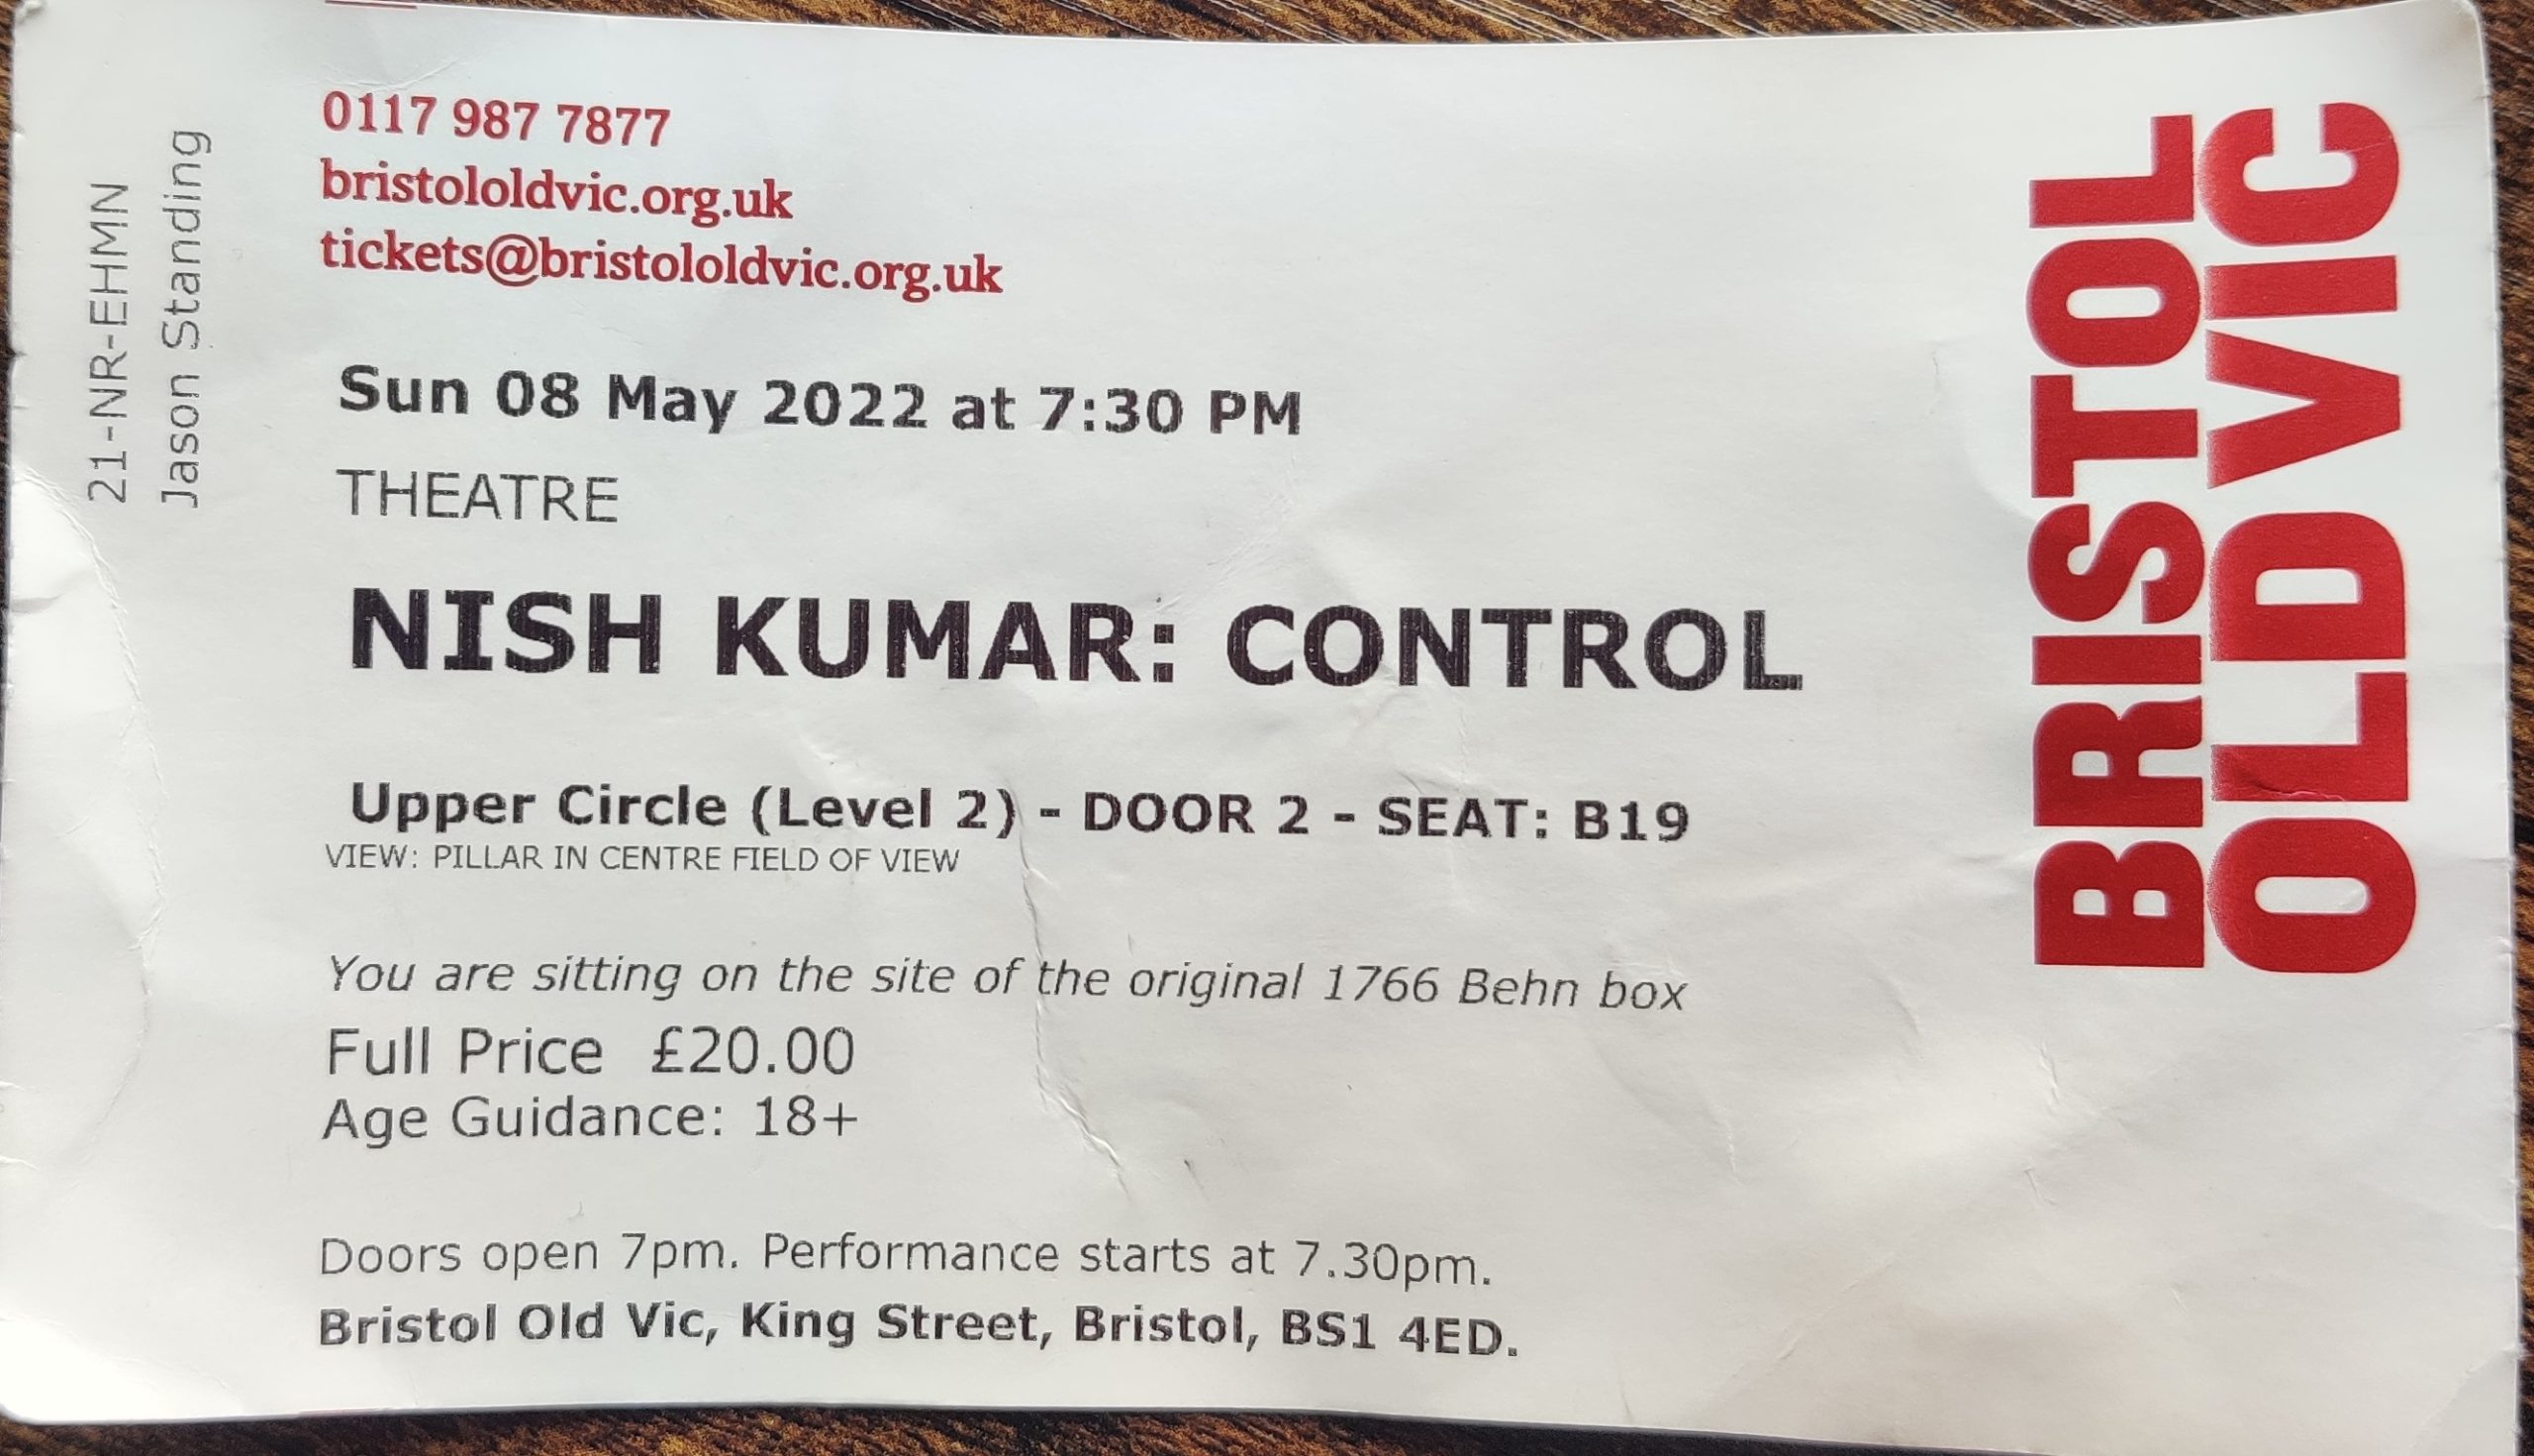 21-NR-EHMN
Jason Standing
0117 987 7877
bristololdvic.org.uk
tickets@bristololdvic.org.uk
Sun 08 May 2022 at 7:30 PM
THEATRE
NISH KUMAR: CONTROL
Upper Circle (Level 2) - DOOR 2 - SEAT: B19
VIEW: PILLAR IN CENTRE FIELD OF VIEW
You are sitting on the site of the original 1766 Behn box
Full Price £20.00
Age Guidance: 18+
Doors open 7pm. Performance starts at 7.30pm.
Bristol Old Vic, King Street, Bristol, BS1 4ED.
BRISTOL
OLD VIC